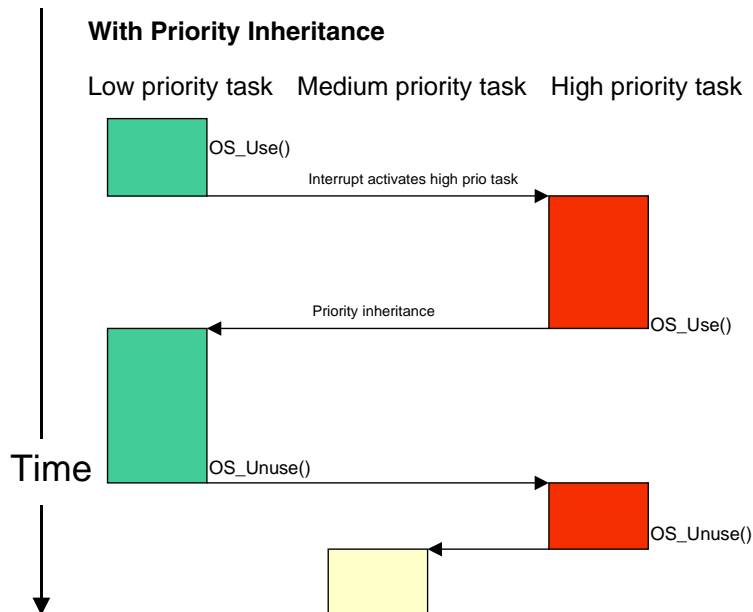 With Priority Inheritance
Low priority task Medium priority task High priority task
OS_Use()
Interrupt activates high prio task
Priority inheritance
OS_Use()
Time
OS_Unuse()
OS_Unuse()